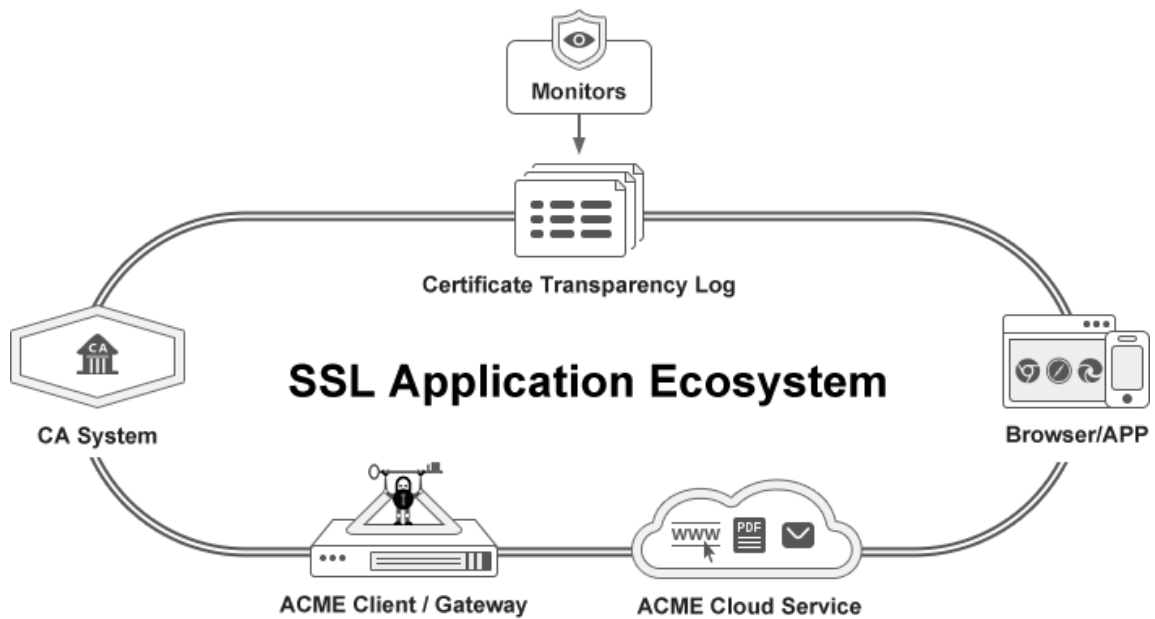 Monitors
Certificate Transparency Log
CA
SSL Application Ecosystem
CA System
Browser/APP
www
PDF
ACME Client / Gateway
ACME Cloud Service